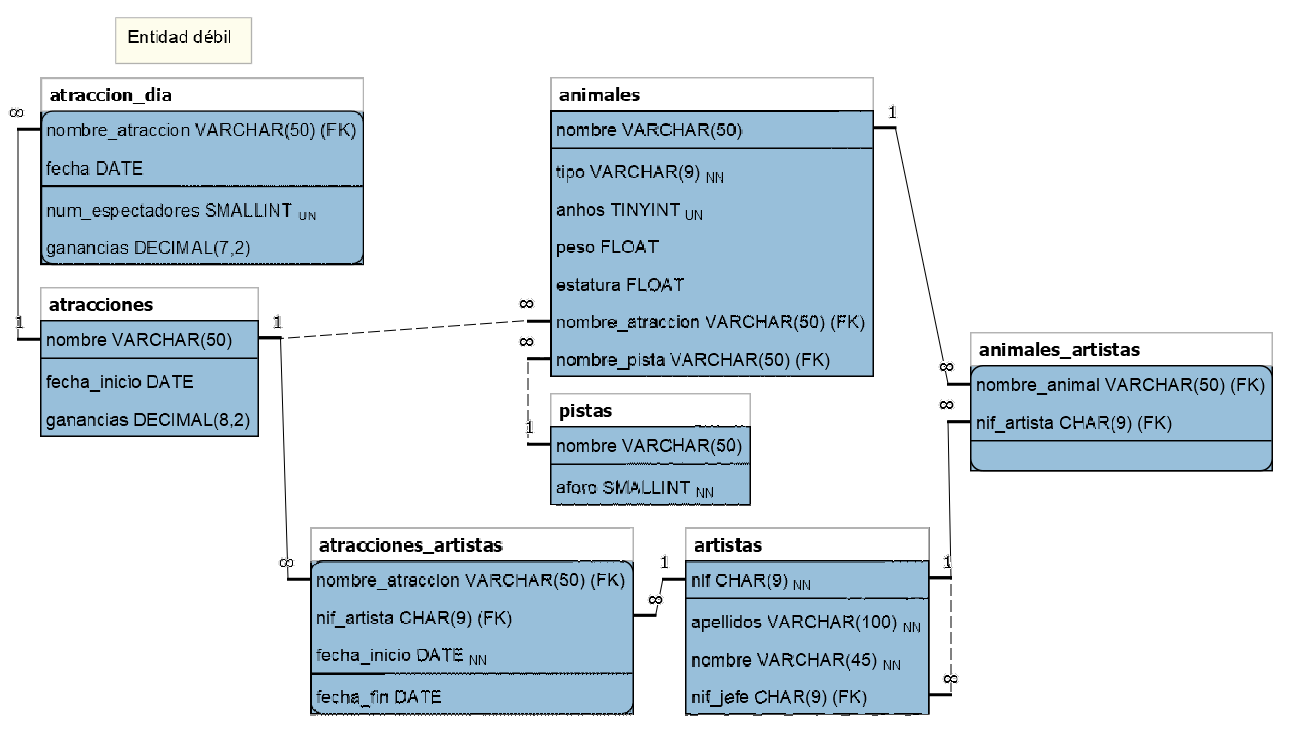 Entidad débil
atraccion_dia
nombre_atraccion VARCHAR(50) (FK)
fecha DATE
num_espectadores SMALLINT UN
ganancias DECIMAL(7,2)
atracciones
nombre VARCHAR(50)
fecha_inicio DATE
ganancias DECIMAL(8,2)
animales
nombre VARCHAR(50)
tipo VARCHAR(9) NN
anhos TINYINT UN
peso FLOAT
estatura FLOAT
nombre_atraccion VARCHAR(50) (FK)
nombre_pista VARCHAR(50) (FK)
pistas
nombre VARCHAR(50)
aforo SMALLINT NN
animales_artistas
nombre_animal VARCHAR(50) (FK)
nif_artista CHAR(9) (FK)
atracciones_artistas
nombre_atraccion VARCHAR(50) (FK)
nif_artista CHAR(9) (FK)
fecha_inicio DATE NN
fecha_fin DATE
artistas
nif CHAR(9) NN
apellidos VARCHAR(100) NN
nombre VARCHAR(45) NN
nif_jefe CHAR(9) (FK)
∞
1
1
∞
∞
1
1
∞
∞
1
∞
∞
1
∞